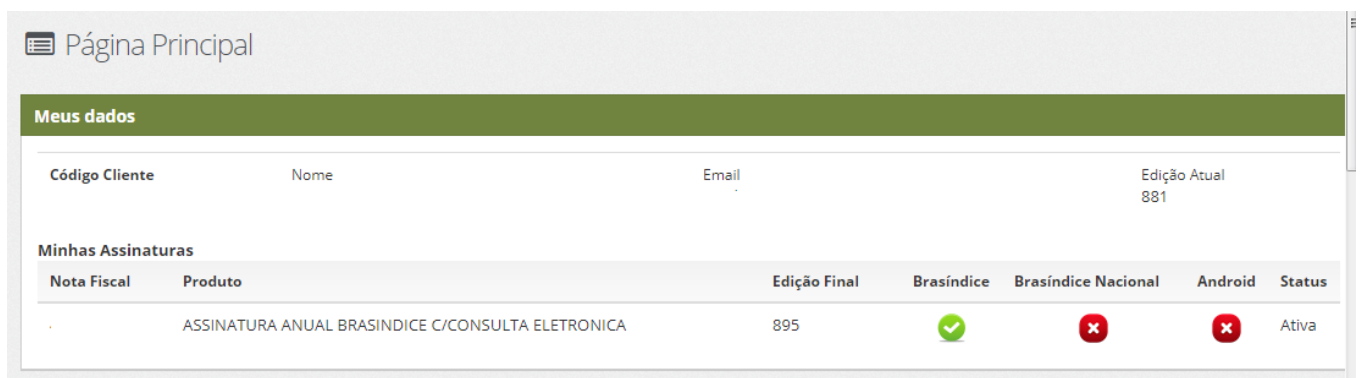 Página Principal
Meus dados
Código Cliente Nome Email Edição Atual
881
Minhas Assinaturas
Nota Fiscal Produto Edição Final Brasíndice Brasíndice Nacional Android Status
ASSINATURA ANUAL BRASINDICE C/CONSULTA ELETRONICA 895 Ativa